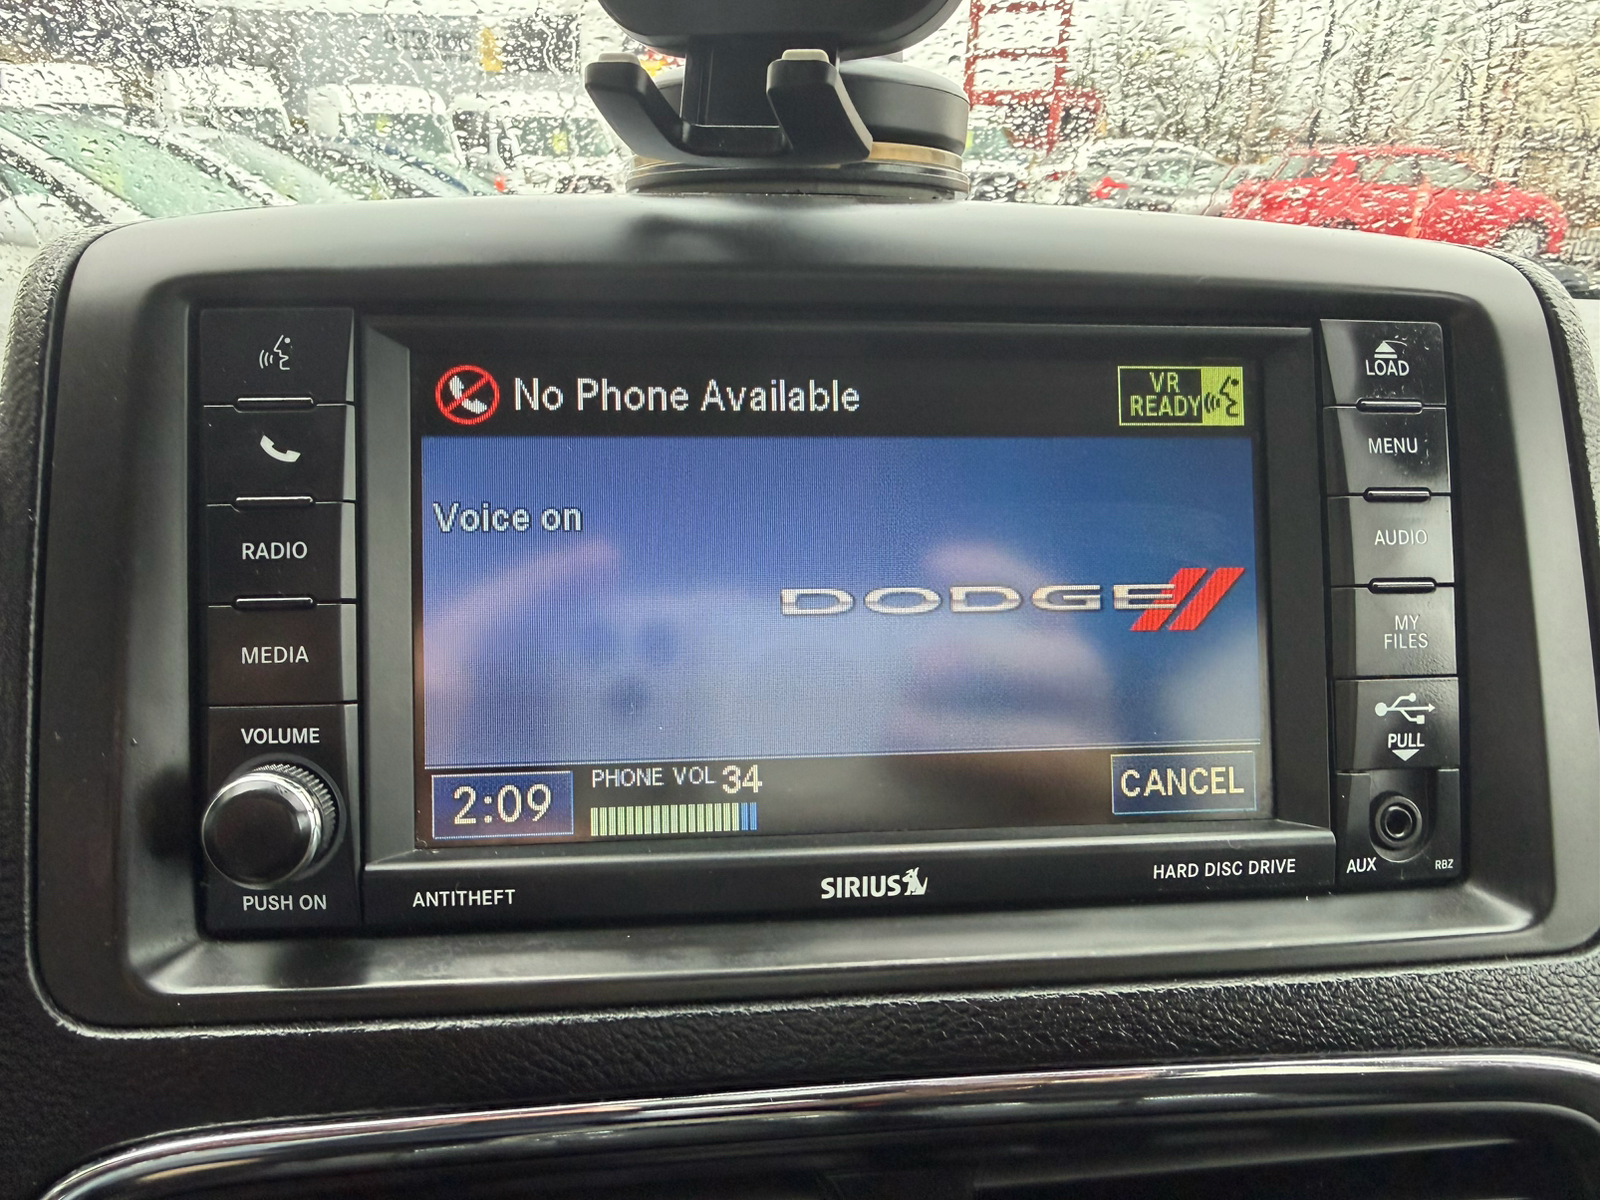 No Phone Available
VR
READY
Voice on
DODGE
2:09
PHONE VOL 34
CANCEL
RADIO
MEDIA
VOLUME
PUSH ON
LOAD
MENU
AUDIO
MY
FILES
PULL
AUX
RBZ
ANTITHEFT
SIRIUS
HARD DISC DRIVE